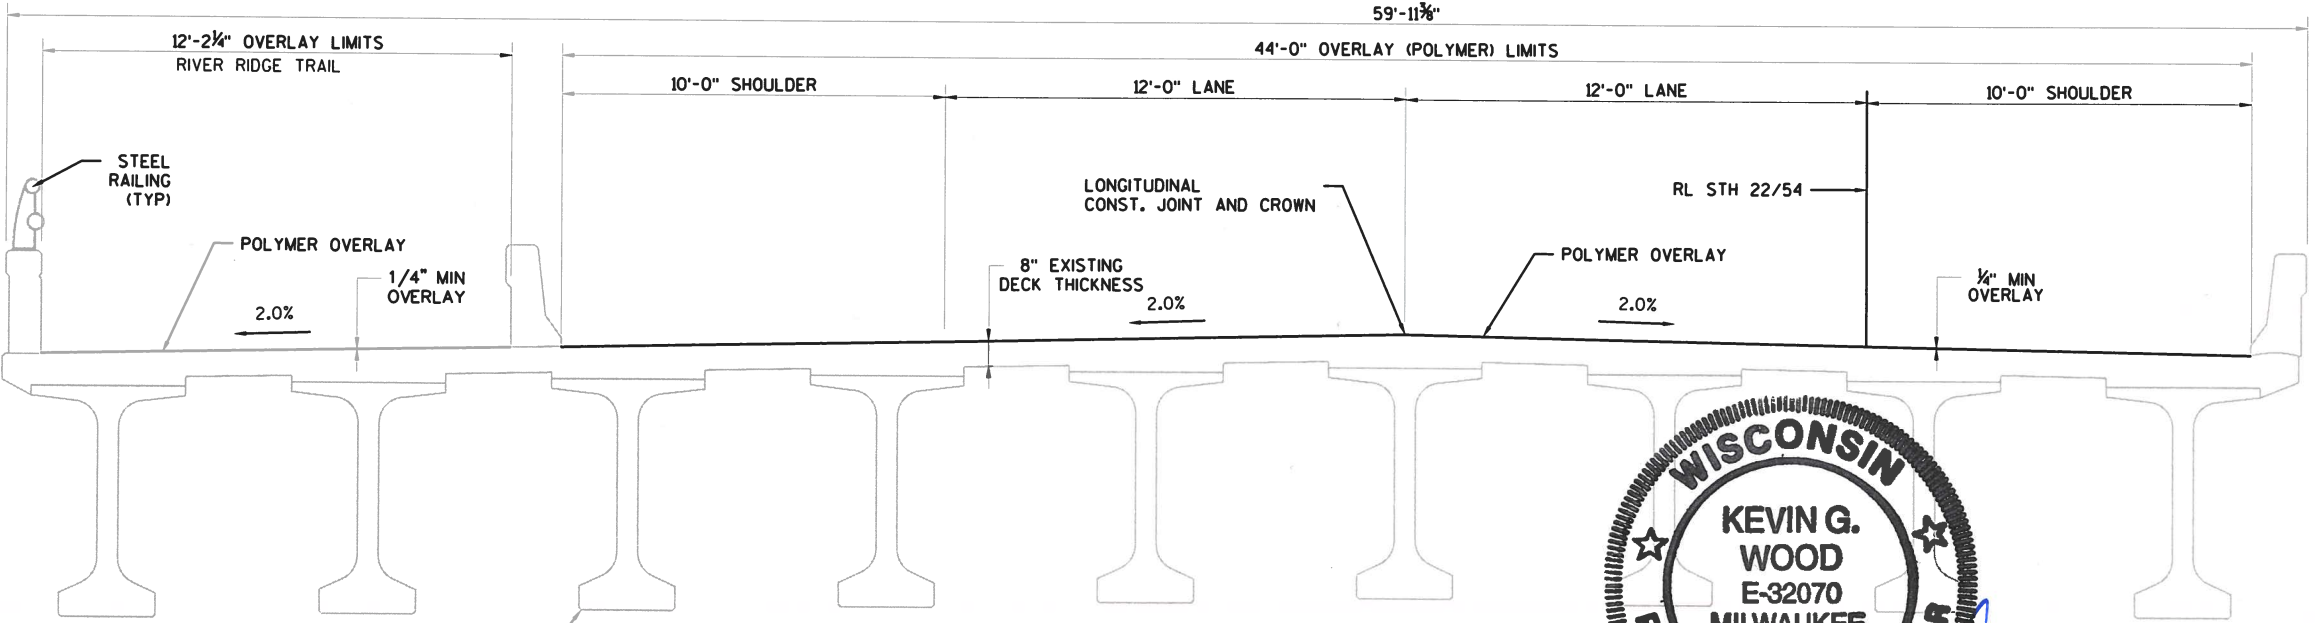 59'-11⅜"
12'-2¼" OVERLAY LIMITS
RIVER RIDGE TRAIL
44'-0" OVERLAY (POLYMER) LIMITS
10'-0" SHOULDER
12'-0" LANE
12'-0" LANE
10'-0" SHOULDER
STEEL
RAILING
(TYP)
LONGITUDINAL
CONST. JOINT AND CROWN
RL STH 22/54
POLYMER OVERLAY
1/4" MIN
OVERLAY
8" EXISTING
DECK THICKNESS
POLYMER OVERLAY
¼" MIN
OVERLAY
2.0%
2.0%
2.0%
WISCONSIN
KEVIN G.
WOOD
E-32070
MILWAUKEE